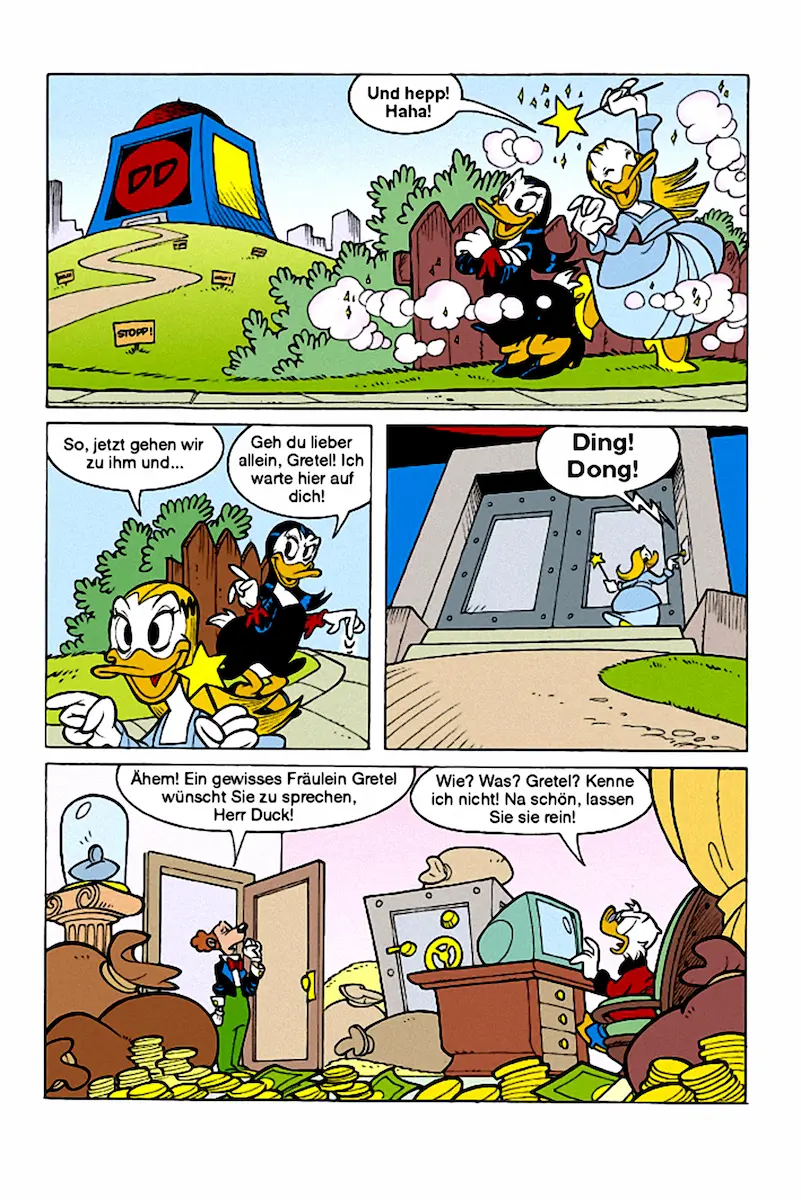 Und hepp!
Haha!
DD
STOPP!
So, jetzt gehen wir
zu ihm und...
Geh du lieber
allein, Gretel! Ich
warte hier auf
dich!
Ding!
Dong!
Ähem! Ein gewisses Fräulein Gretel
wünscht Sie zu sprechen,
Herr Duck!
Wie? Was? Gretel? Kenne
ich nicht! Na schön, lassen
Sie sie rein!